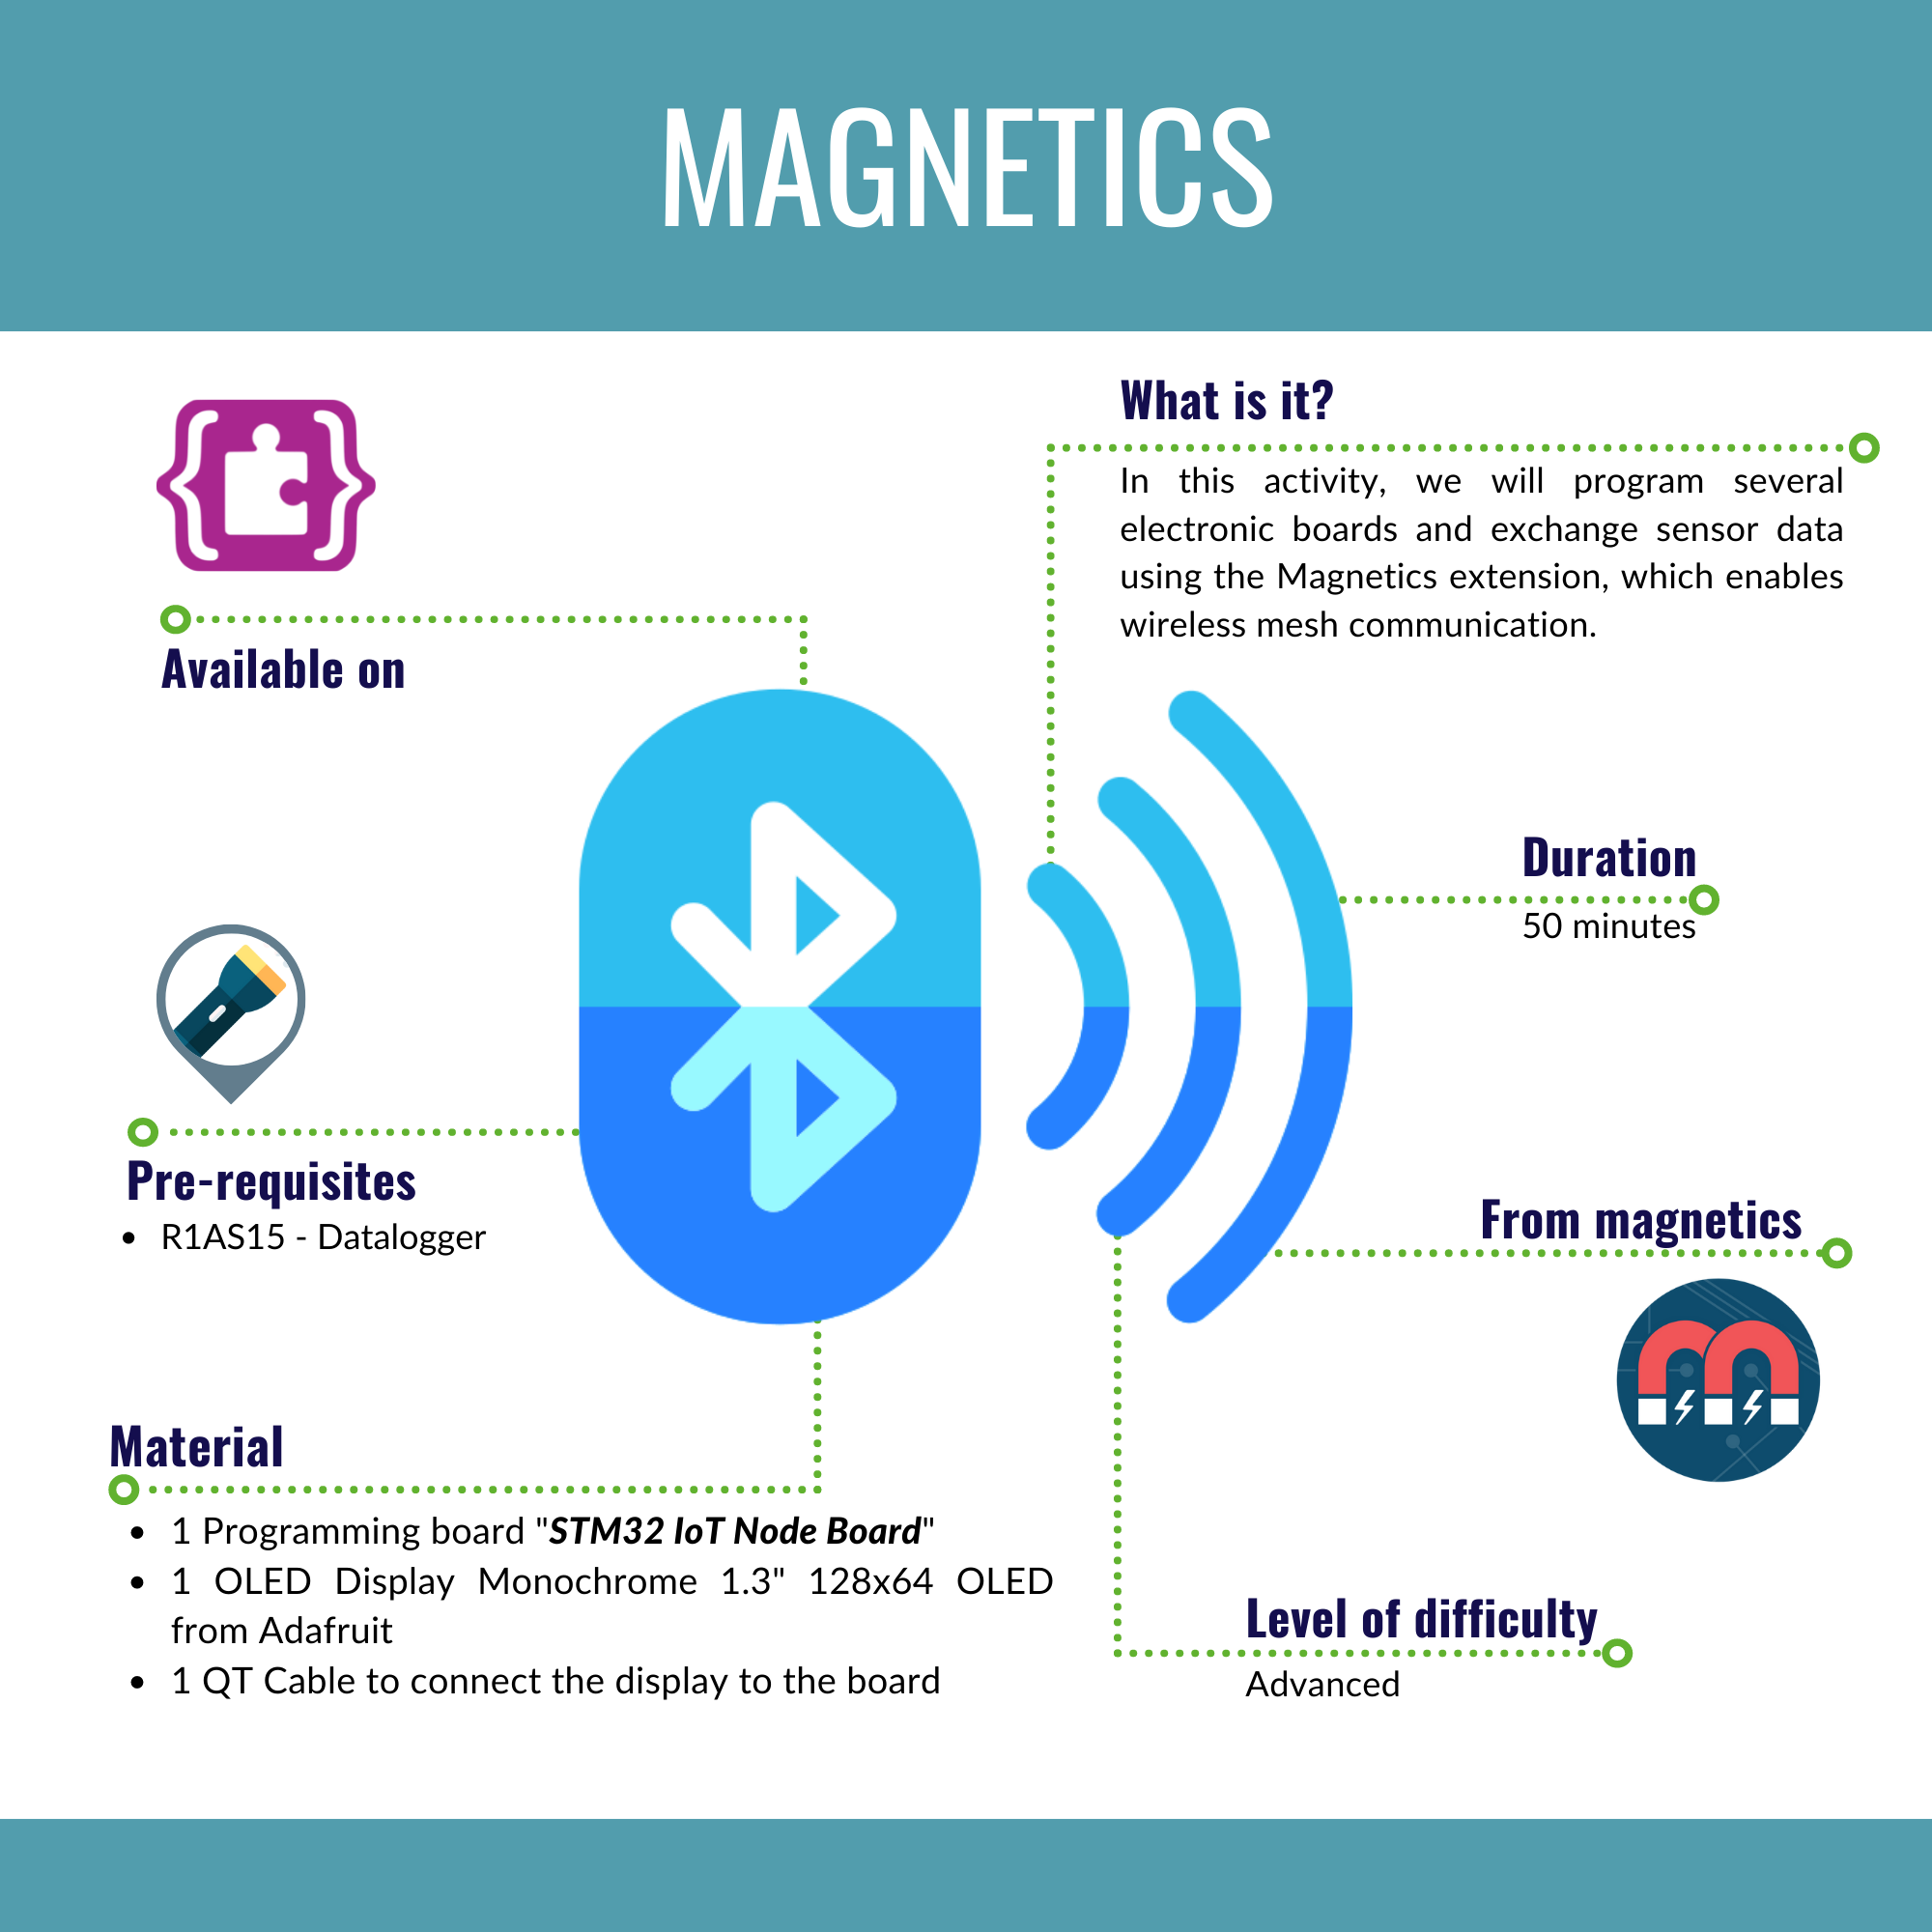 MAGNETICS
What is it?
In this activity, we will program several
electronic boards and exchange sensor data
using the Magnetics extension, which enables
wireless mesh communication.
Available on
Duration
50 minutes
Pre-requisites
• R1AS15 - Datalogger
From magnetics
Material
• 1 Programming board "STM32 IoT Node Board"
• 1 OLED Display Monochrome 1.3" 128x64 OLED
from Adafruit
• 1 QT Cable to connect the display to the board
Level of difficulty
Advanced